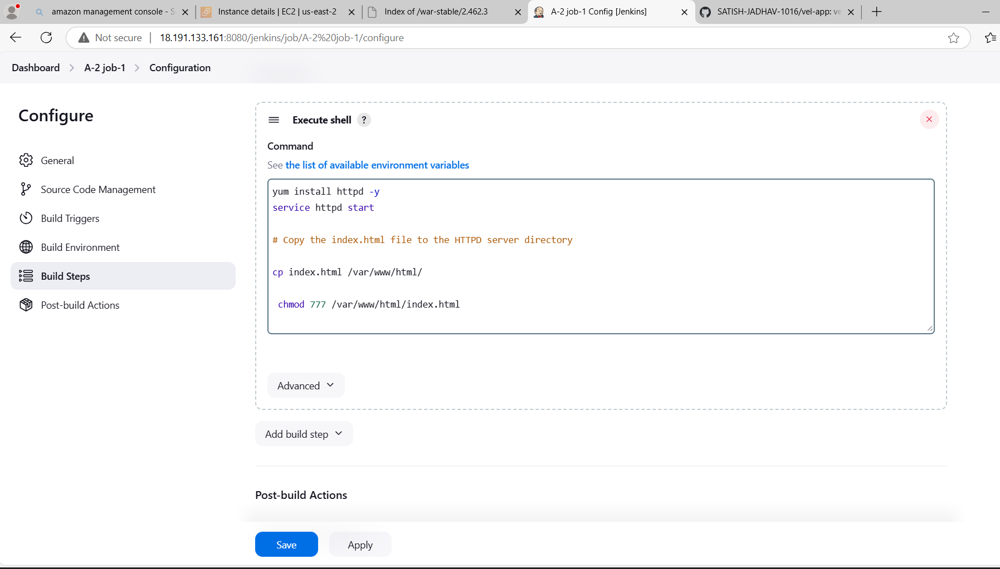 amazon management console - S
Instance details | EC2 | us-east-2
Index of /war-stable/2.462.3
A-2 job-1 Config [Jenkins]
SATISH-JADHAV-1016/vel-app: ve
Not secure
18.191.133.161:8080/jenkins/job/A-2%20job-1/configure
Dashboard > A-2 job-1 > Configuration
Configure
General
Source Code Management
Build Triggers
Build Environment
Build Steps
Post-build Actions
Execute shell ?
Command
See the list of available environment variables
yum install httpd -y
service httpd start
# Copy the index.html file to the HTTPD server directory
cp index.html /var/www/html/
chmod 777 /var/www/html/index.html
Advanced
Add build step
Post-build Actions
Save
Apply